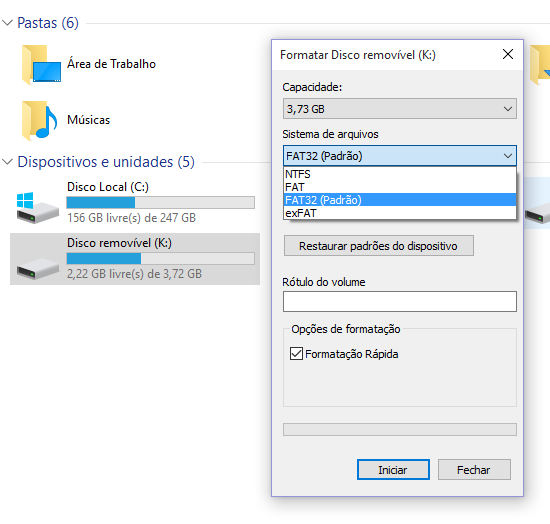 Pastas (6)
Área de Trabalho
Músicas
Dispositivos e unidades (5)
Disco Local (C:)
156 GB livre(s) de 247 GB
Disco removível (K:)
2,22 GB livre(s) de 3,72 GB
Formatar Disco removível (K:)
Capacidade:
3,73 GB
Sistema de arquivos
FAT32 (Padrão)
NTFS
FAT
FAT32 (Padrão)
exFAT
Restaurar padrões do dispositivo
Rótulo do volume
Opções de formatação
Formatação Rápida
Iniciar
Fechar